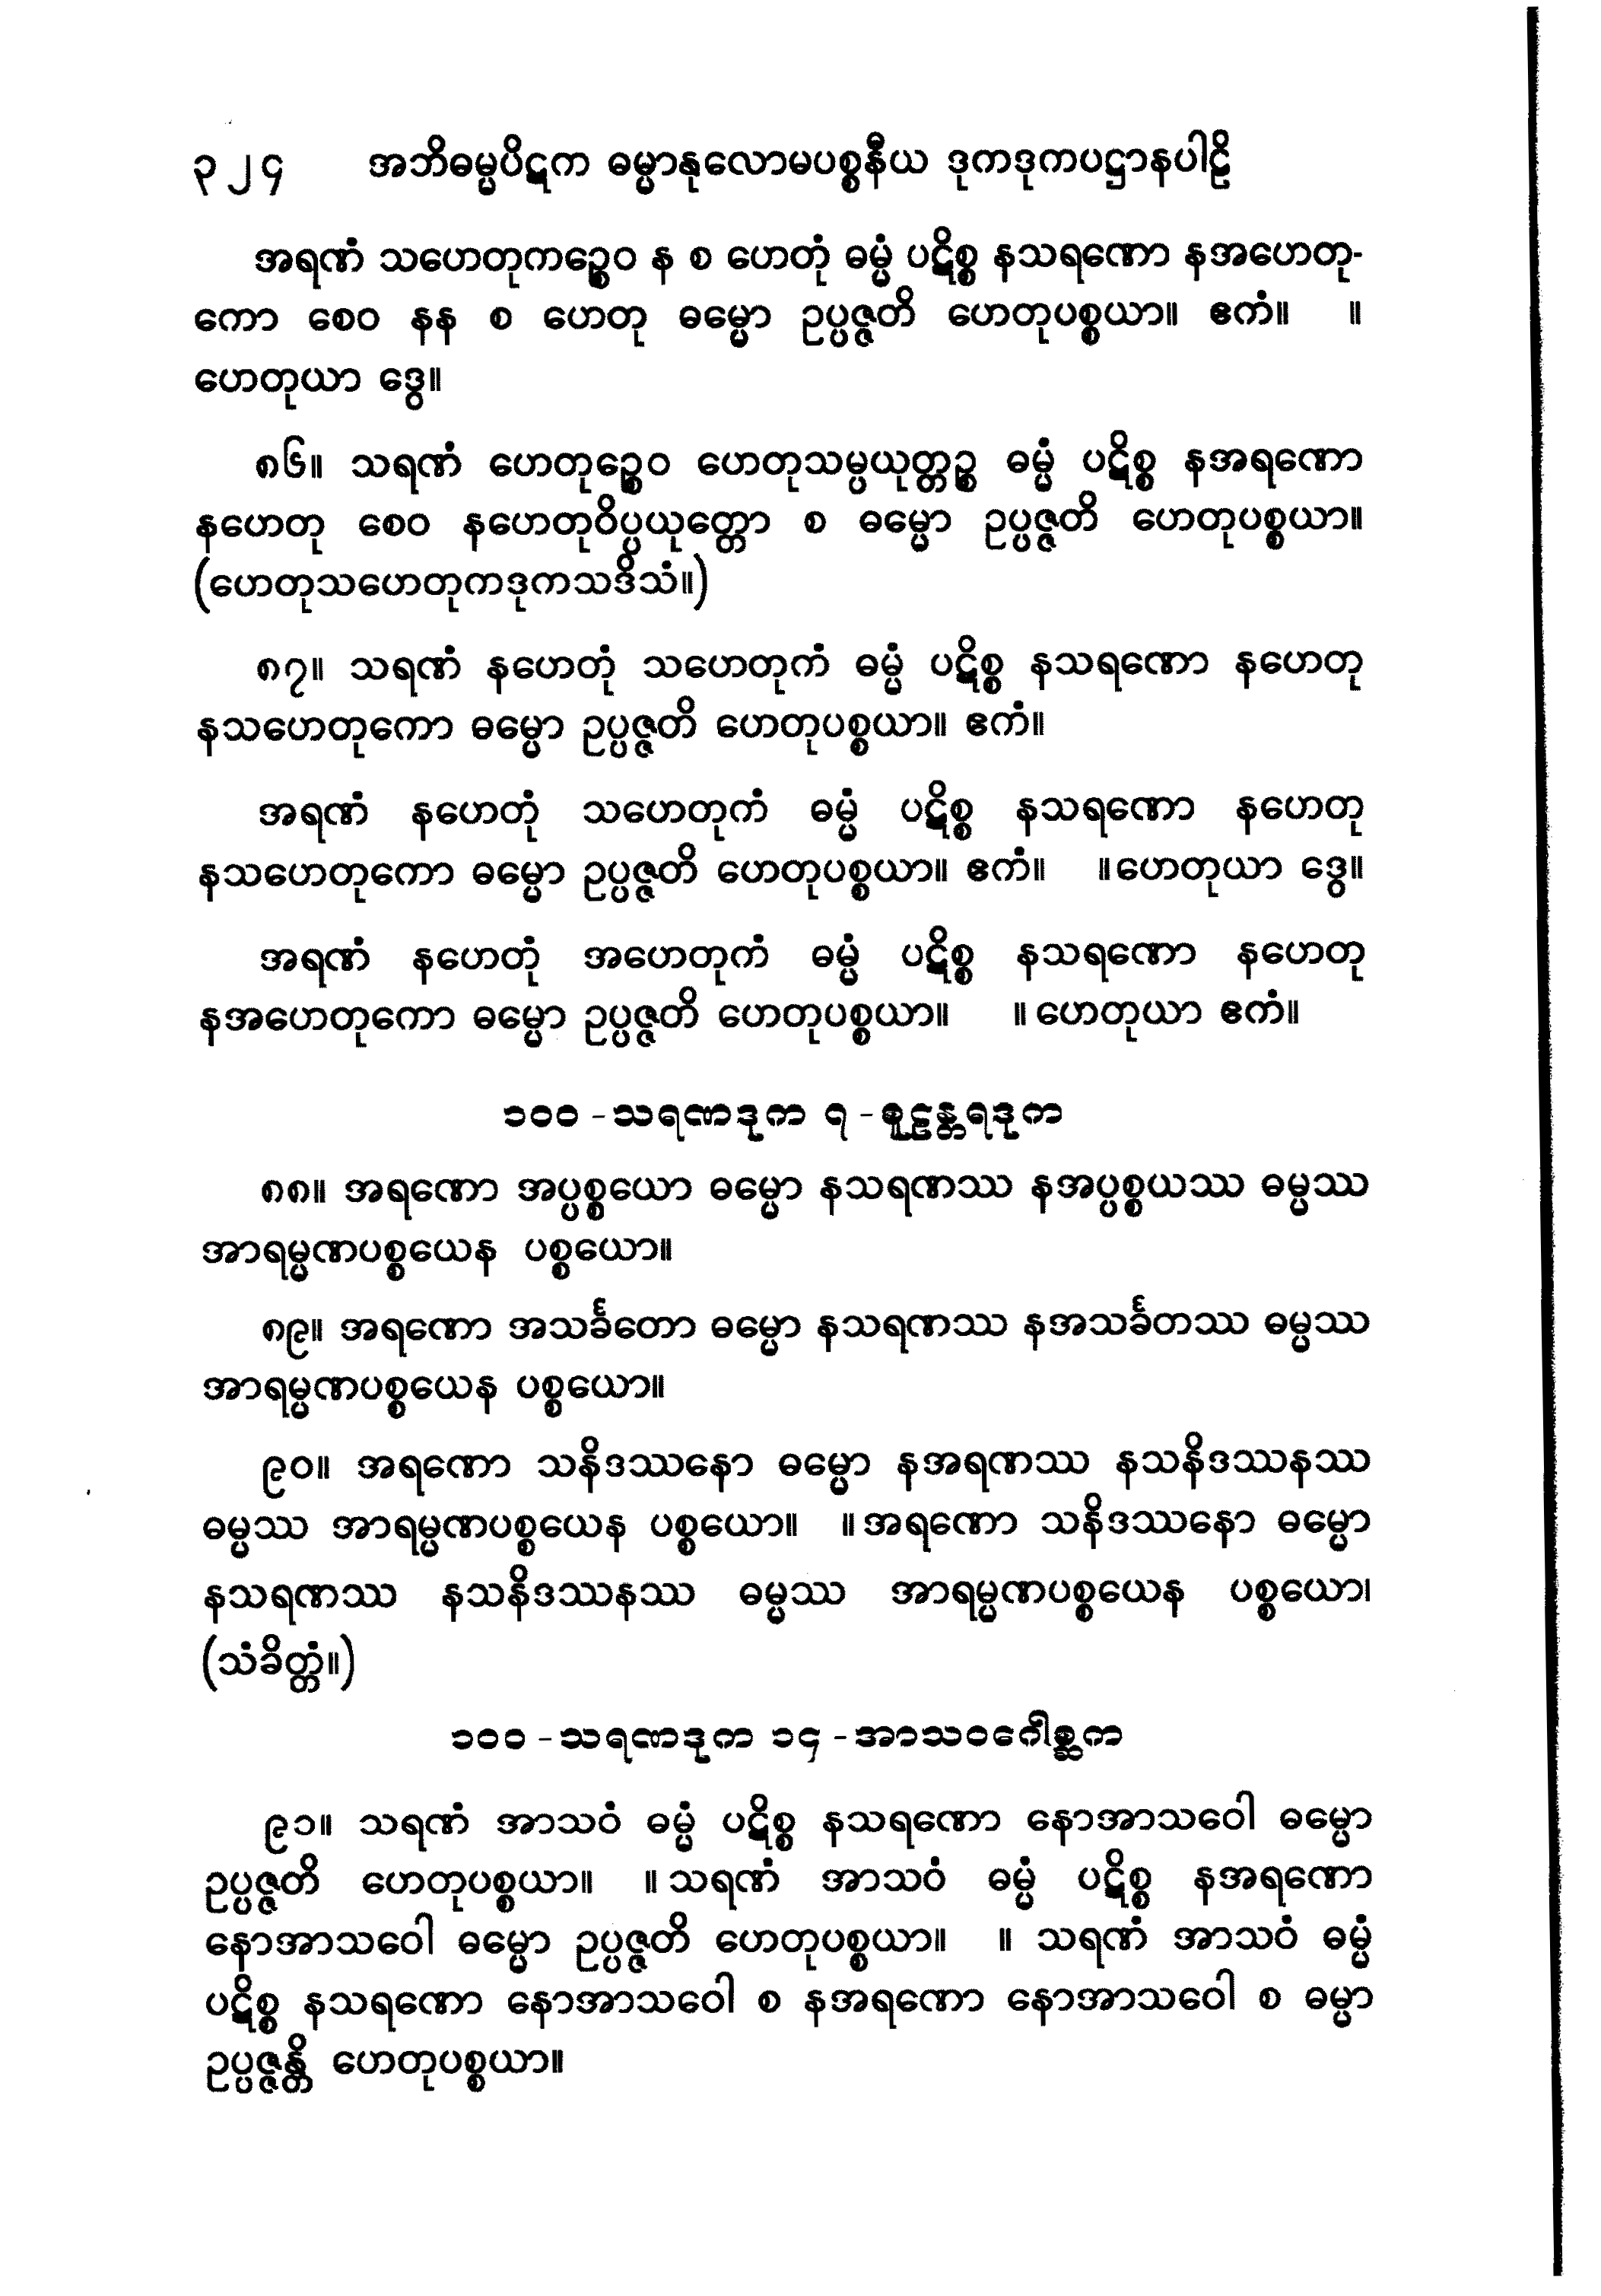 ၃၂၄ အဘိဓမ္မပိဋက ဓမ္မာနုလောမပစ္စနီယ ဒုကဒုကပဋ္ဌာနပါဠိ
အရဏံ သဟေတုကဉ္စေဝ န စ ဟေတုံ ဓမ္မံ ပဋိစ္စ နသရဏော နအဟေတု-
ကော စေဝ နန စ ဟေတု ဓမ္မော ဥပ္ပဇ္ဇတိ ဟေတုပစ္စယာ။ ဧကံ။ ။
ဟေတုယာ ဒွေ။
၈၆။ သရဏံ ဟေတုဉ္စေဝ ဟေတုသမ္ပယုတ္တဉ္စ ဓမ္မံ ပဋိစ္စ နအရဏော
နဟေတု စေဝ နဟေတုဝိပ္ပယုတ္တော စ ဓမ္မော ဥပ္ပဇ္ဇတိ ဟေတုပစ္စယာ။
(ဟေတုသဟေတုကဒုကသဒိသံ။)
၈၇။ သရဏံ နဟေတုံ သဟေတုကံ ဓမ္မံ ပဋိစ္စ နသရဏော နဟေတု
နသဟေတုကော ဓမ္မော ဥပ္ပဇ္ဇတိ ဟေတုပစ္စယာ။ ဧကံ။
အရဏံ နဟေတုံ သဟေတုကံ ဓမ္မံ ပဋိစ္စ နသရဏော နဟေတု
နသဟေတုကော ဓမ္မော ဥပ္ပဇ္ဇတိ ဟေတုပစ္စယာ။ ဧကံ။ ။ဟေတုယာ ဒွေ။
အရဏံ နဟေတုံ အဟေတုကံ ဓမ္မံ ပဋိစ္စ နသရဏော နဟေတု
နအဟေတုကော ဓမ္မော ဥပ္ပဇ္ဇတိ ဟေတုပစ္စယာ။ ။ ဟေတုယာ ဧကံ။
၁၀၀ -သရဏဒုက ၇ -စူဠန္တရဒုက
၈၈။ အရဏော အပ္ပစ္စယော ဓမ္မော နသရဏဿ နအပ္ပစ္စယဿ ဓမ္မဿ
အာရမ္မဏပစ္စယေန ပစ္စယော။
၈၉။ အရဏော အသင်္ခတော ဓမ္မော နသရဏဿ နအသင်္ခတဿ ဓမ္မဿ
အာရမ္မဏပစ္စယေန ပစ္စယော။
၉၀။ အရဏော သနိဒဿနော ဓမ္မော နအရဏဿ နသနိဒဿနဿ
ဓမ္မဿ အာရမ္မဏပစ္စယေန ပစ္စယော။ ။အရဏော သနိဒဿနော ဓမ္မော
နသရဏဿ နသနိဒဿနဿ ဓမ္မဿ အာရမ္မဏပစ္စယေန ပစ္စယော၊
(သံခိတ္တံ။)
၁၀၀ -သရဏဒုက ၁၄ -အာသဝဂေါစ္ဆက
၉၁။ သရဏံ အာသဝံ ဓမ္မံ ပဋိစ္စ နသရဏော နောအာသဝေါ ဓမ္မော
ဥပ္ပဇ္ဇတိ ဟေတုပစ္စယာ။ ။သရဏံ အာသဝံ ဓမ္မံ ပဋိစ္စ နအရဏော
နောအာသဝေါ ဓမ္မော ဥပ္ပဇ္ဇတိ ဟေတုပစ္စယာ။ ။ သရဏံ အာသဝံ ဓမ္မံ
ပဋိစ္စ နသရဏော နောအာသဝေါ စ နအရဏော နောအာသဝေါ စ ဓမ္မာ
ဥပ္ပဇ္ဇန္တိ ဟေတုပစ္စယာ။